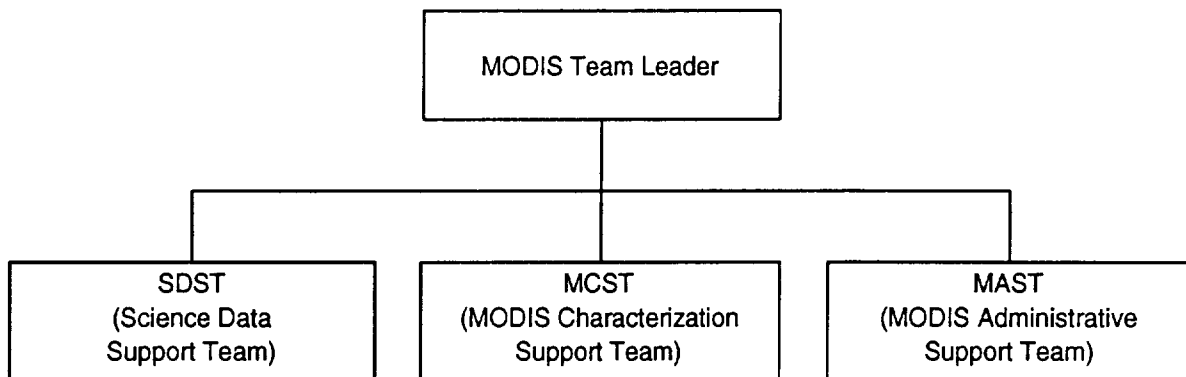 MODIS Team Leader
SDST
(Science Data
Support Team)
MCST
(MODIS Characterization
Support Team)
MAST
(MODIS Administrative
Support Team)